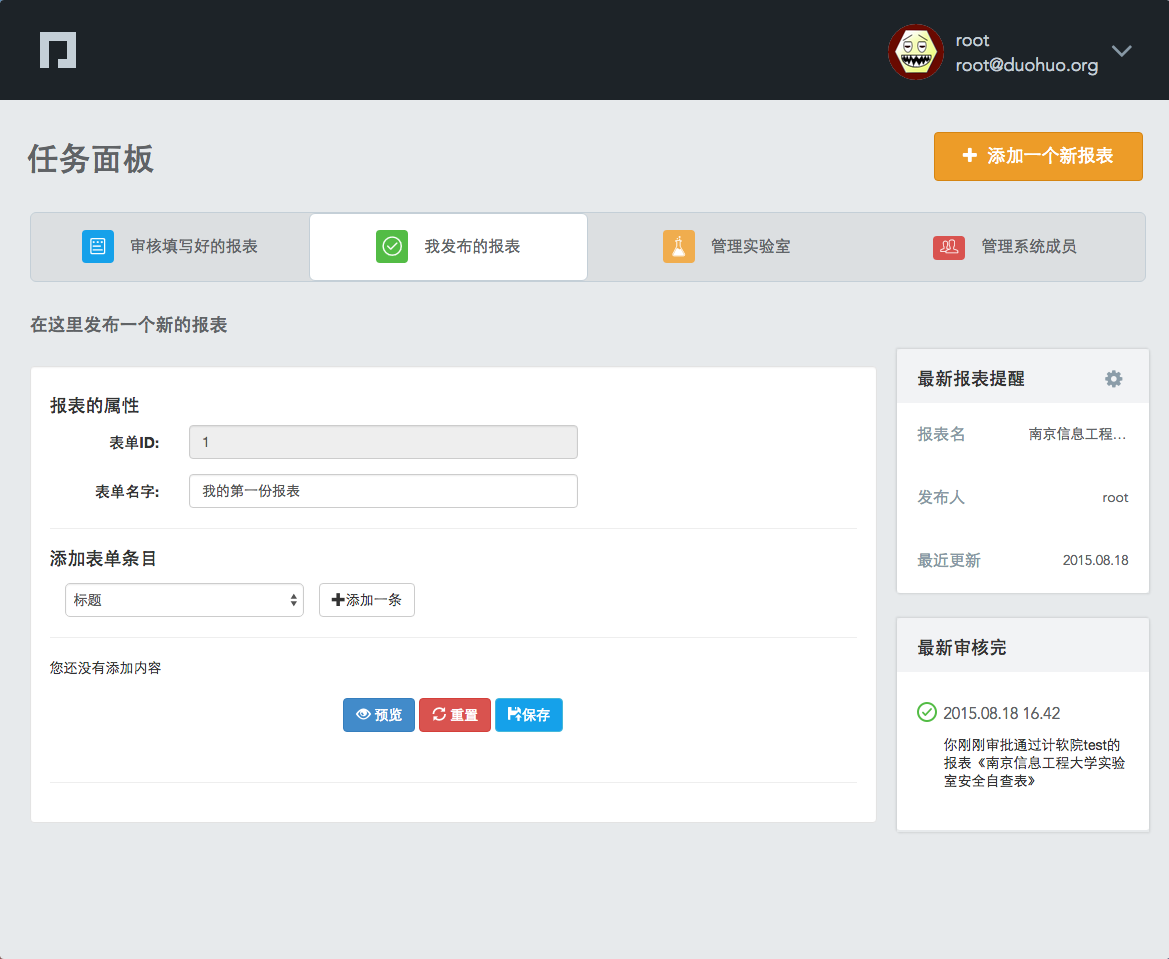 root
root@duohuo.org
任务面板
添加一个新报表
审核填写好的报表
我发布的报表
管理实验室
管理系统成员
在这里发布一个新的报表
报表的属性
表单ID:
1
表单名字:
我的第一份报表
添加表单条目
标题
添加一条
您还没有添加内容
预览
重置
保存
最新报表提醒
报表名
南京信息工程...
发布人
root
最近更新
2015.08.18
最新审核完
2015.08.18 16.42
你刚刚审批通过计软院test的
报表《南京信息工程大学实验
室安全自查表》